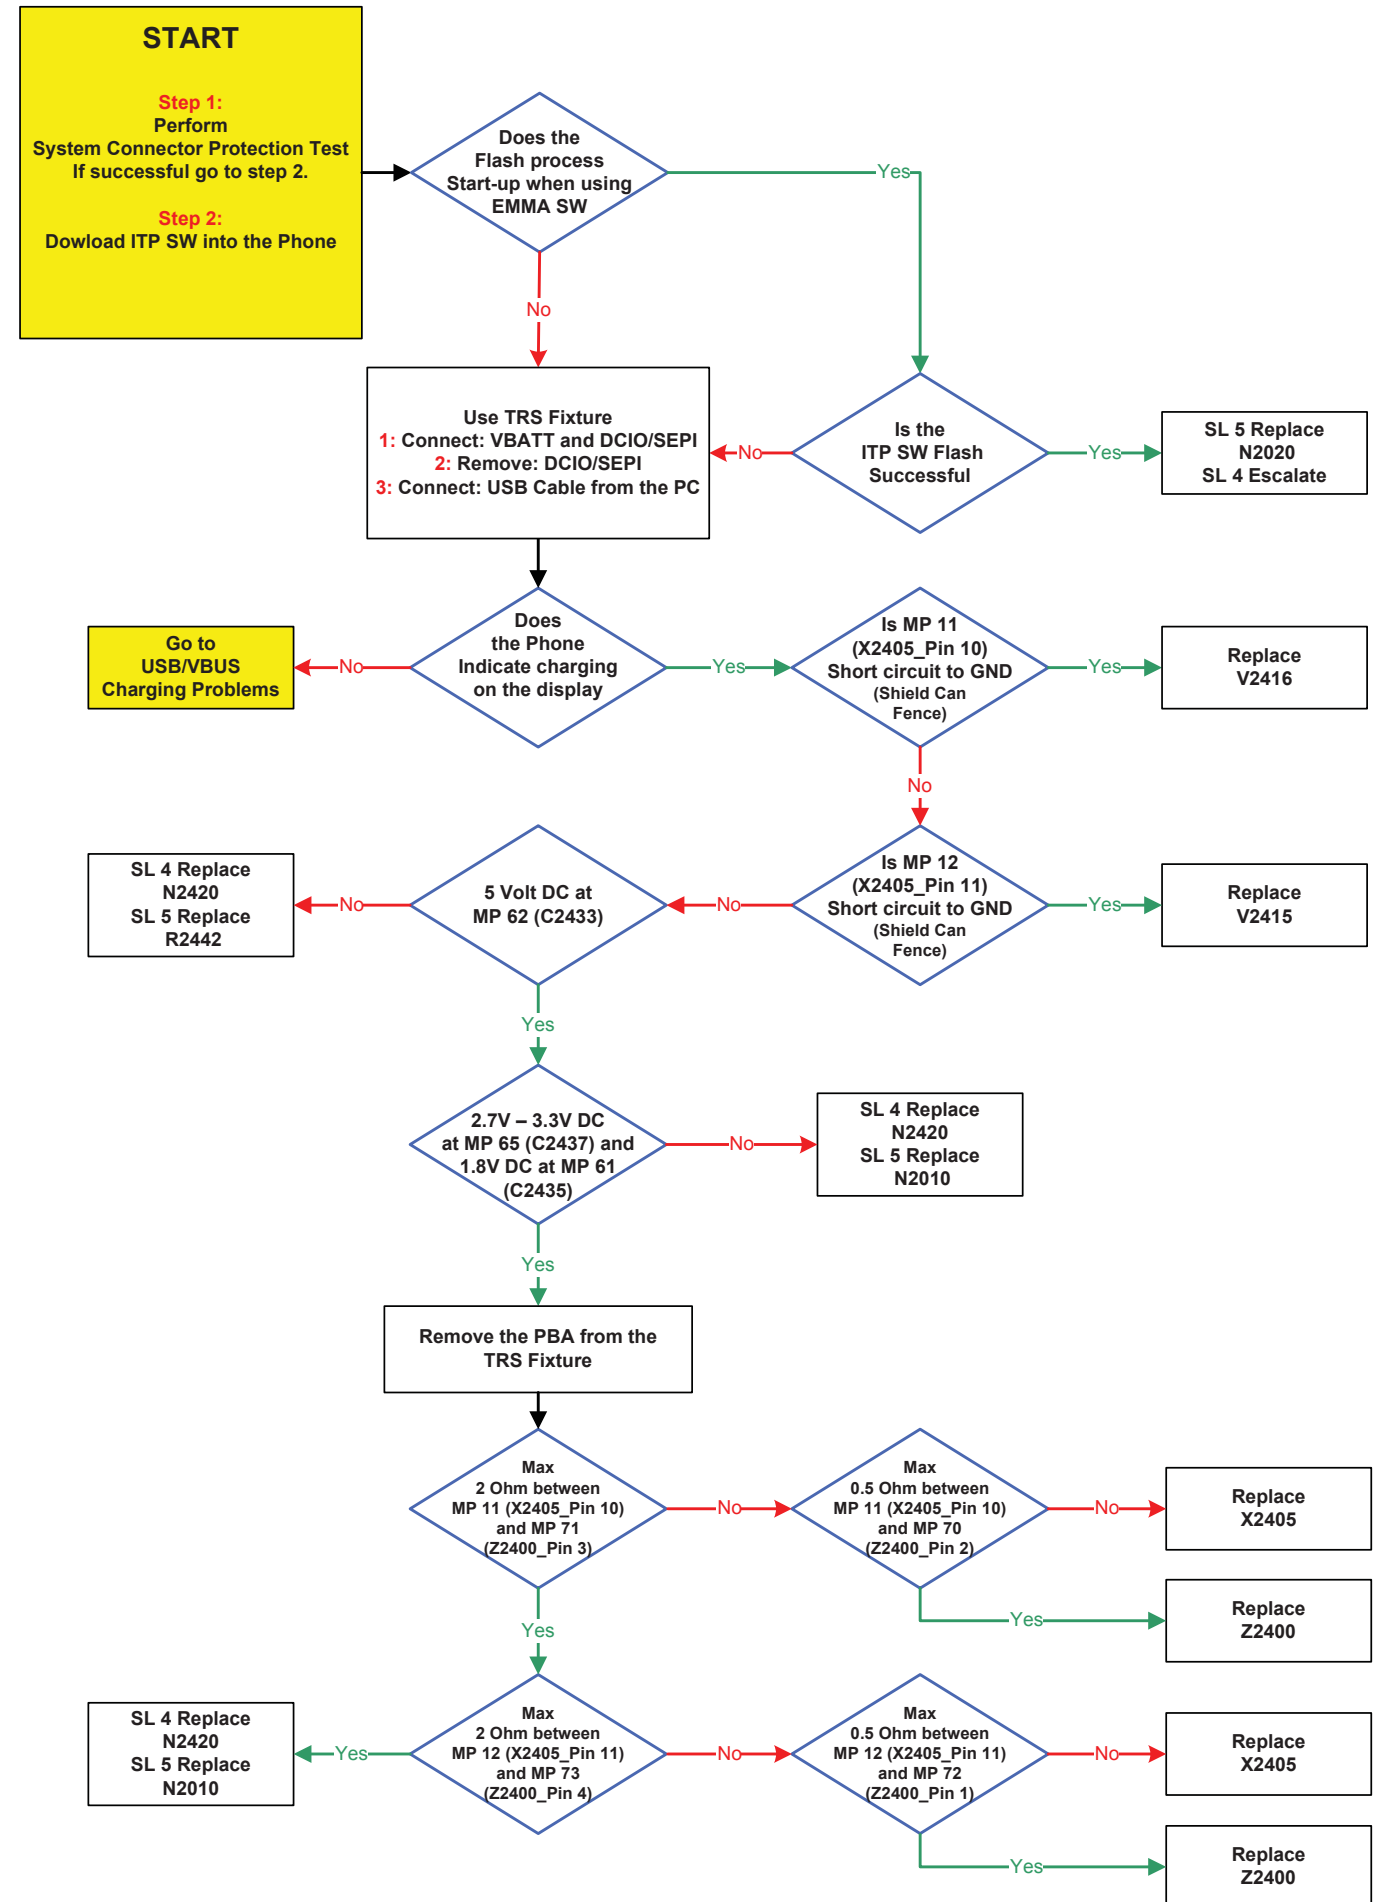 START
Step 1:
Perform
System Connector Protection Test
If successful go to step 2.
Step 2:
Dowload ITP SW into the Phone
Does the
Flash process
Start-up when using
EMMA SW
Yes
No
Use TRS Fixture
1: Connect: VBATT and DCIO/SEPI
2: Remove: DCIO/SEPI
3: Connect: USB Cable from the PC
No
Is the
ITP SW Flash
Successful
Yes
SL 5 Replace
N2020
SL 4 Escalate
Go to
USB/VBUS
Charging Problems
No
Does
the Phone
Indicate charging
on the display
Yes
Is MP 11
(X2405_Pin 10)
Short circuit to GND
(Shield Can
Fence)
Yes
Replace
V2416
No
SL 4 Replace
N2420
SL 5 Replace
R2442
No
5 Volt DC at
MP 62 (C2433)
No
Is MP 12
(X2405_Pin 11)
Short circuit to GND
(Shield Can
Fence)
Yes
Replace
V2415
Yes
2.7V – 3.3V DC
at MP 65 (C2437) and
1.8V DC at MP 61
(C2435)
No
SL 4 Replace
N2420
SL 5 Replace
N2010
Yes
Remove the PBA from the
TRS Fixture
Max
2 Ohm between
MP 11 (X2405_Pin 10)
and MP 71
(Z2400_Pin 3)
No
Max
0.5 Ohm between
MP 11 (X2405_Pin 10)
and MP 70
(Z2400_Pin 2)
No
Replace
X2405
Yes
Replace
Z2400
Yes
SL 4 Replace
N2420
SL 5 Replace
N2010
Yes
Max
2 Ohm between
MP 12 (X2405_Pin 11)
and MP 73
(Z2400_Pin 4)
No
Max
0.5 Ohm between
MP 12 (X2405_Pin 11)
and MP 72
(Z2400_Pin 1)
No
Replace
X2405
Yes
Replace
Z2400